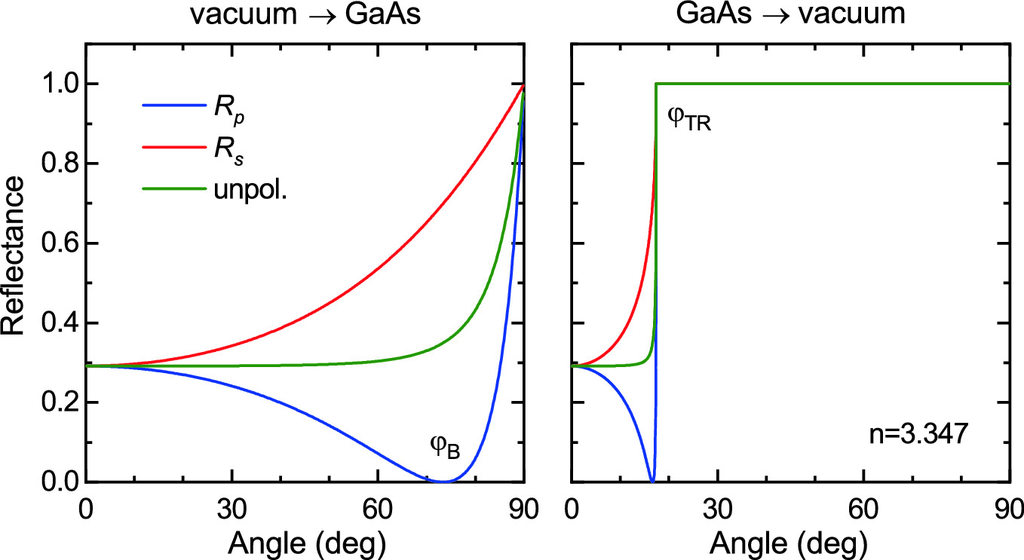 vacuum → GaAs
GaAs → vacuum
Reflectance
1.0
0.8
0.6
0.4
0.2
0.0
Rp
Rs
unpol.
φB
0
30
60
90
Angle (deg)
φTR
n=3.347
0
30
60
90
Angle (deg)